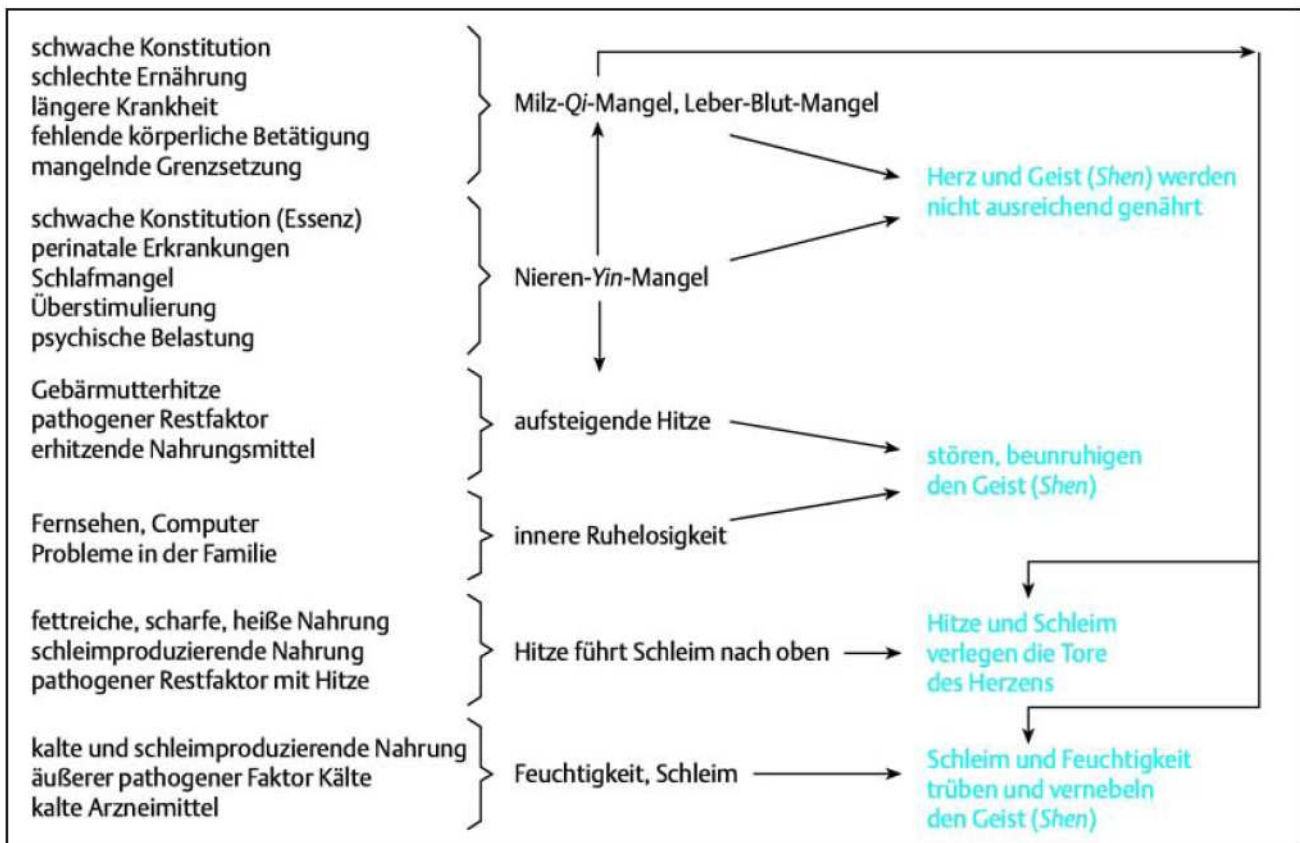 schwache Konstitution
schlechte Ernährung
längere Krankheit
fehlende körperliche Betätigung
mangelnde Grenzsetzung
Milz-Qi-Mangel, Leber-Blut-Mangel
Herz und Geist (Shen) werden
nicht ausreichend genährt
schwache Konstitution (Essenz)
perinatale Erkrankungen
Schlafmangel
Überstimulierung
psychische Belastung
Nieren-Yin-Mangel
Gebärmutterhitze
pathogener Restfaktor
erhitzende Nahrungsmittel
aufsteigende Hitze
stören, beunruhigen
den Geist (Shen)
Fernsehen, Computer
Probleme in der Familie
innere Ruhelosigkeit
fettreiche, scharfe, heiße Nahrung
schleimproduzierende Nahrung
pathogener Restfaktor mit Hitze
Hitze führt Schleim nach oben
Hitze und Schleim
verlegen die Tore
des Herzens
kalte und schleimproduzierende Nahrung
äußerer pathogener Faktor Kälte
kalte Arzneimittel
Feuchtigkeit, Schleim
Schleim und Feuchtigkeit
trüben und vernebeln
den Geist (Shen)